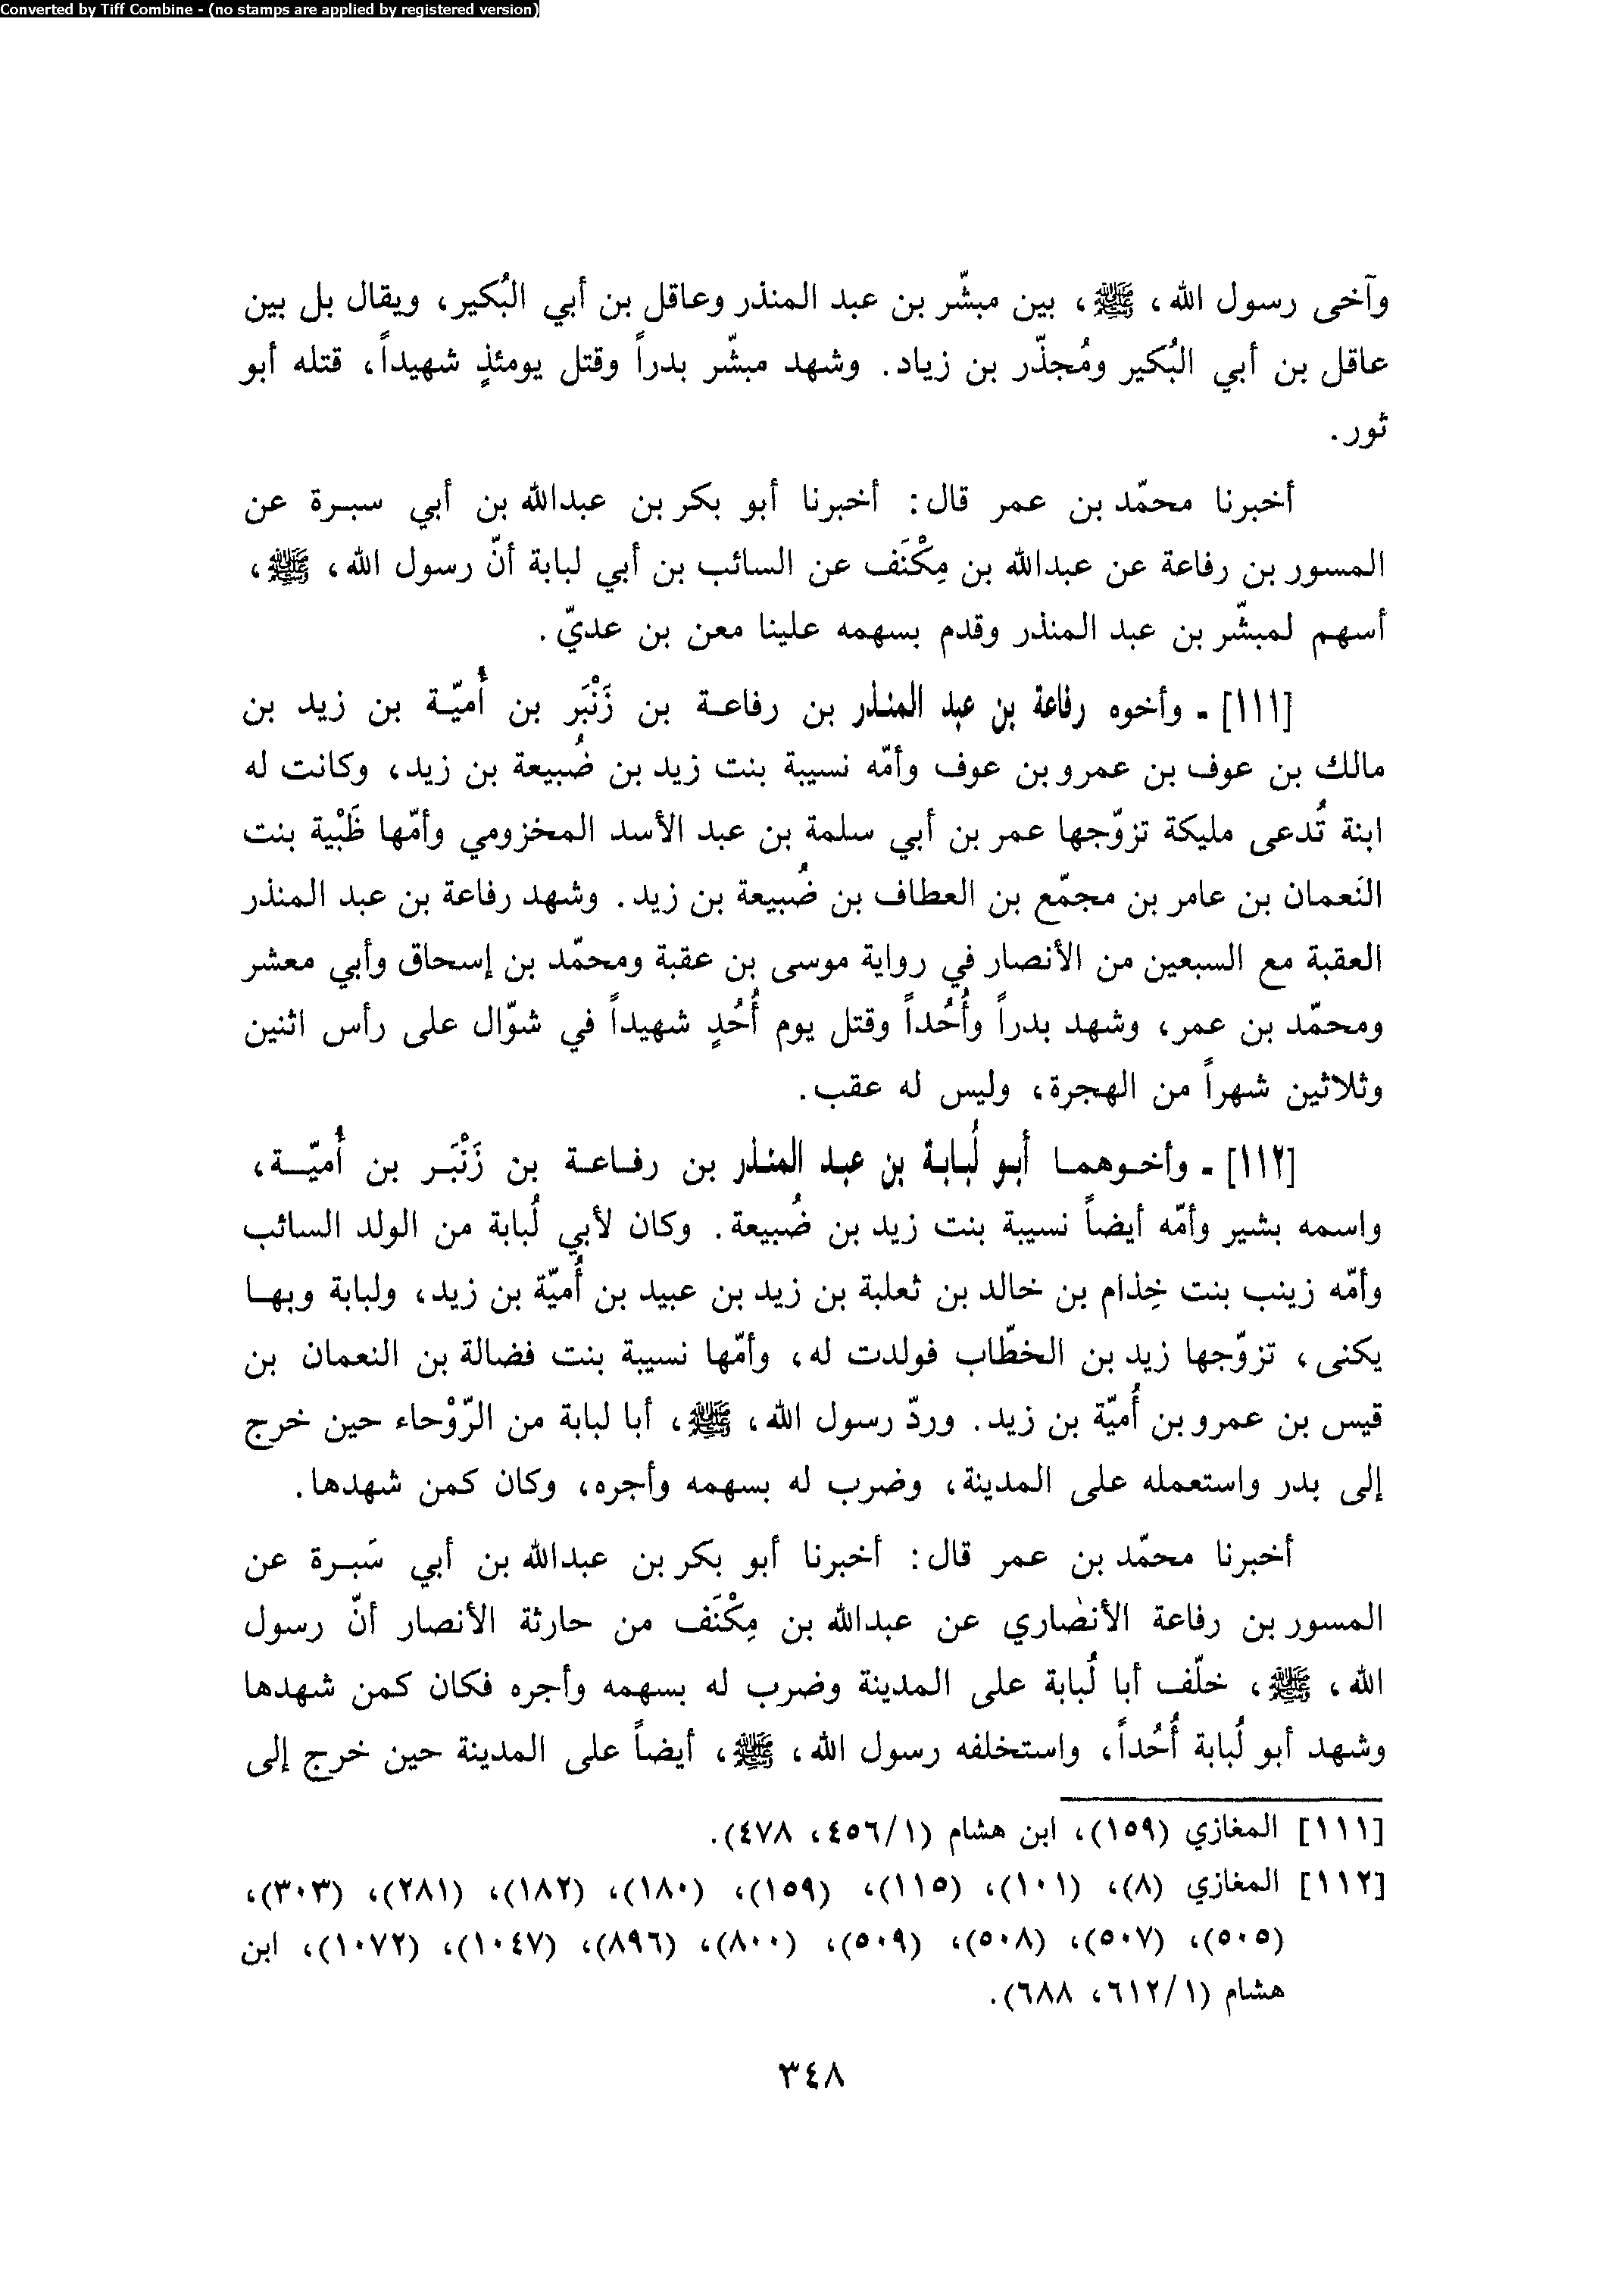 Converted by Tiff Combine - (no stamps are applied by registered version)
وآخى رسول الله، ﷺ، بين مبشّر بن عبد المنذر وعاقل بن أبي البُكير، ويقال بل بين
عاقل بن أبي البُكير ومُجذّر بن زياد. وشهد مبشّر بدراً وقتل يومئذٍ شهيداً، قتله أبو
ثور.
أخبرنا محمّد بن عمر قال: أخبرنا أبو بكر بن عبدالله بن أبي سبرة عن
المسور بن رفاعة عن عبدالله بن مِكْنَف عن السائب بن أبي لبابة أنّ رسول الله، ﷺ،
أسهم لمبشّر بن عبد المنذر وقدم بسهمه علينا معن بن عديّ.
[١١١] - وأخوه رفاعة بن عبد المنذر بن رفاعة بن زَنْبَر بن أُميّة بن زيد بن
مالك بن عوف بن عمرو بن عوف وأمّه نسيبة بنت زيد بن ضُبيعة بن زيد، وكانت له
ابنة تُدعى مليكة تزوّجها عمر بن أبي سلمة بن عبد الأسد المخزومي وأمّها ظَبْية بنت
النَعمان بن عامر بن مجمّع بن العطاف بن ضُبيعة بن زيد. وشهد رفاعة بن عبد المنذر
العقبة مع السبعين من الأنصار في رواية موسى بن عقبة ومحمّد بن إسحاق وأبي معشر
ومحمّد بن عمر، وشهد بدراً وأُحُداً وقتل يوم أُحُدٍ شهيداً في شوّال على رأس اثنين
وثلاثين شهراً من الهجرة، وليس له عقب.
[١١٢] - وأخوهما أبو لُبابة بن عبد المنذر بن رفاعة بن زَنْبَر بن أُميّة،
واسمه بشير وأمّه أيضاً نسيبة بنت زيد بن ضُبيعة. وكان لأبي لُبابة من الولد السائب
وأمّه زينب بنت خِذام بن خالد بن ثعلبة بن زيد بن عبيد بن أُميّة بن زيد، ولبابة وبها
يكنى، تزوّجها زيد بن الخطّاب فولدت له، وأمّها نسيبة بنت فضالة بن النعمان بن
قيس بن عمرو بن أُميّة بن زيد. وردّ رسول الله، ﷺ، أبا لبابة من الرّوْحاء حين خرج
إلى بدر واستعمله على المدينة، وضرب له بسهمه وأجره، وكان كمن شهدها.
أخبرنا محمّد بن عمر قال: أخبرنا أبو بكر بن عبدالله بن أبي سَبرة عن
المسور بن رفاعة الأنصاري عن عبدالله بن مِكْنَف من حارثة الأنصار أنّ رسول
الله، ﷺ، خلّف أبا لُبابة على المدينة وضرب له بسهمه وأجره فكان كمن شهدها
وشهد أبو لُبابة أُحُداً، واستخلفه رسول الله، ﷺ، أيضاً على المدينة حين خرج إلى
[١١١] المغازي (١٥٩)، ابن هشام (١/٤٥٦، ٤٧٨).
[١١٢] المغازي (٨)، (١٠١)، (١١٥)، (١٥٩)، (١٨٠)، (١٨٢)، (٢٨١)، (٣٠٣)،
(٥٠٥)، (٥٠٧)، (٥٠٨)، (٥٠٩)، (٨٠٠)، (٨٩٦)، (١٠٤٧)، (١٠٧٢)، ابن
هشام (١/٦١٢، ٦٨٨).
٣٤٨